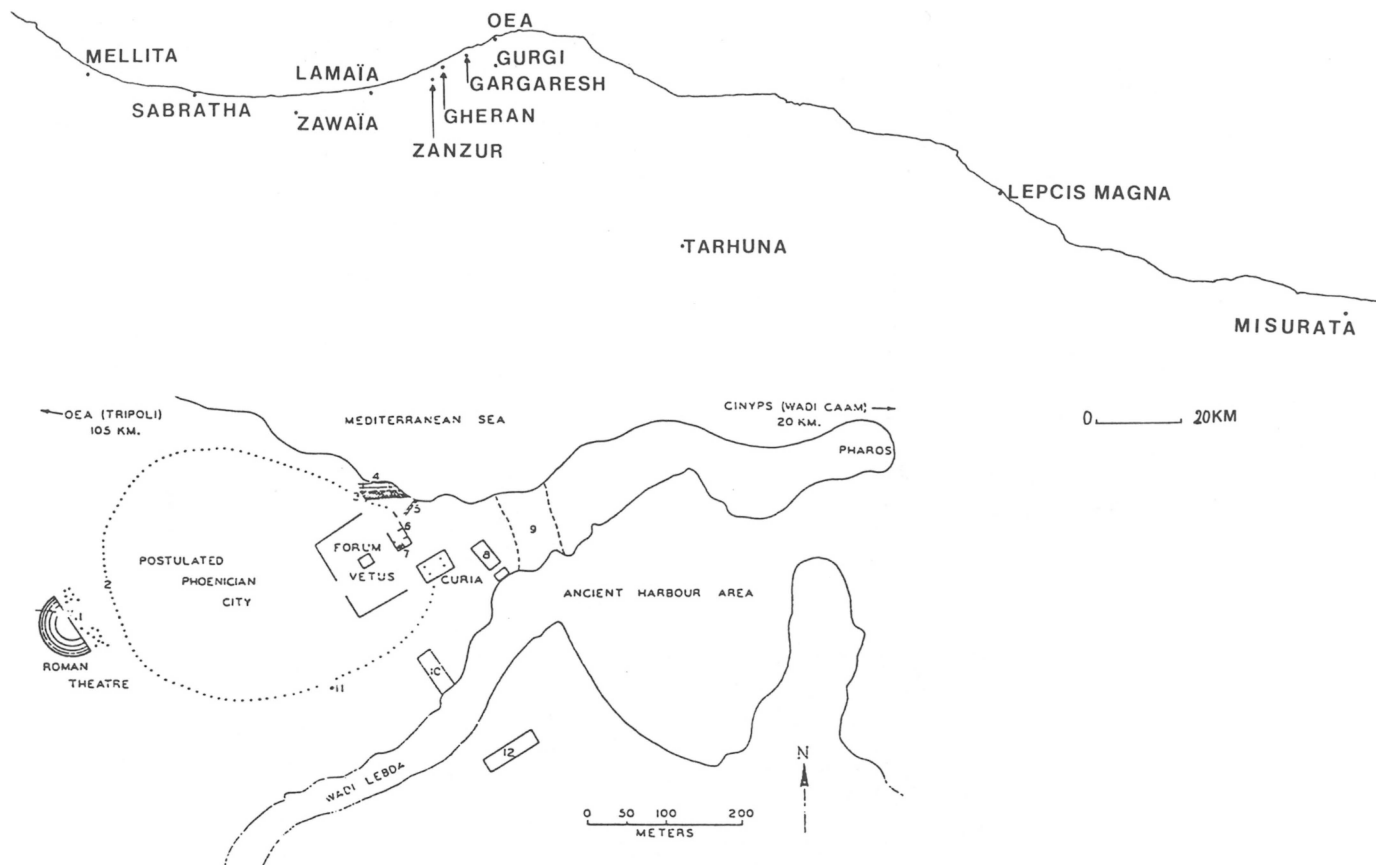 OEA
MELLITA
GURGI
LAMAÏA
GARGARESH
SABRATHA
GHERAN
ZAWAÏA
ZANZUR
LEPCIS MAGNA
TARHUNA
MISURATA
0 20KM
OEA (TRIPOLI)
105 KM.
MEDITERRANEAN SEA
CINYPS (WADI CAAM)
20 KM.
PHAROS
4
5
6
7
FORUM
VETUS
8
9
CURIA
POSTULATED
PHOENICIAN
CITY
2
1
ROMAN
THEATRE
ANCIENT HARBOUR AREA
10
11
12
WADI LEBDA
N
0 50 100 200
METERS